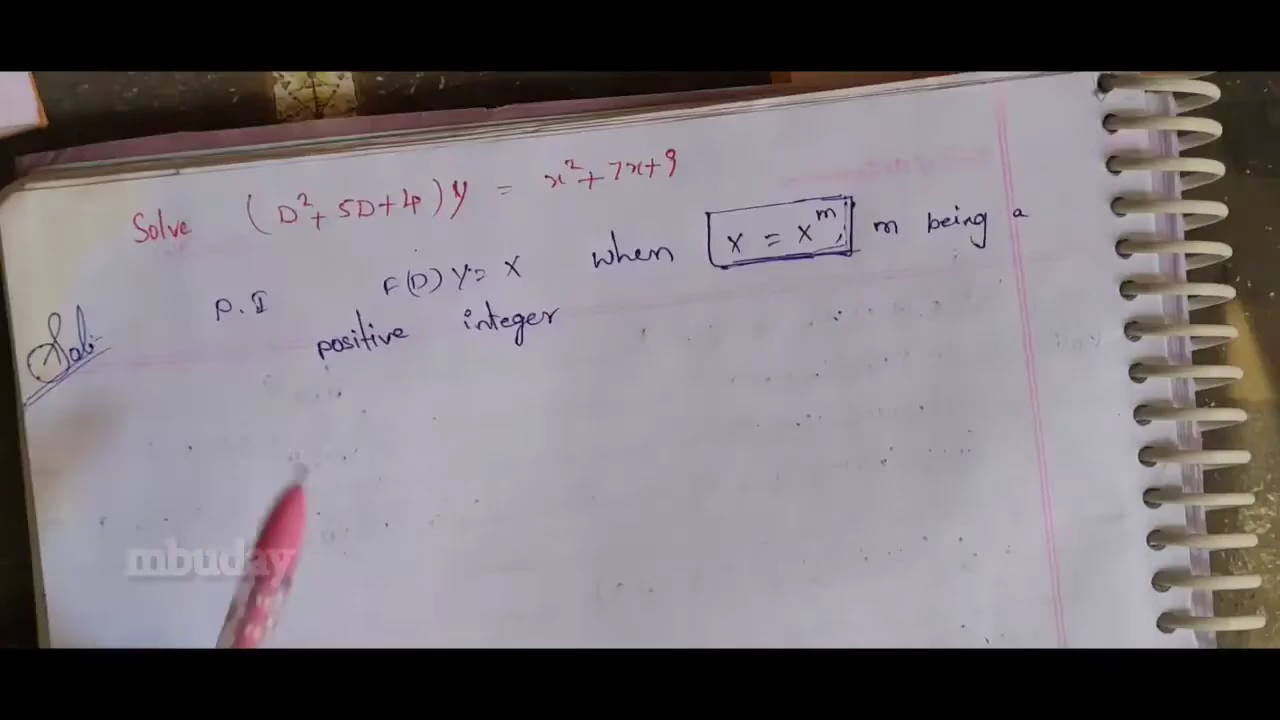 Solve (D²+5D+4)y = x²+7x+9
P.I F(D)y = X when X = x^m, m being a
positive integer
Sol:-
mbuday